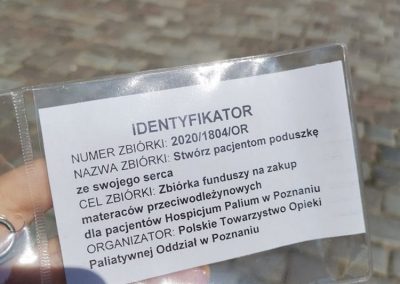 IDENTYFIKATOR
NUMER ZBIÓRKI: 2020/1804/OR
NAZWA ZBIÓRKI: Stwórz pacjentom poduszkę
ze swojego serca
CEL ZBIÓRKI: Zbiórka funduszy na zakup
materaców przeciwodleżynowych
dla pacjentów Hospicjum Palium w Poznaniu
ORGANIZATOR: Polskie Towarzystwo Opieki
Paliatywnej Oddział w Poznaniu